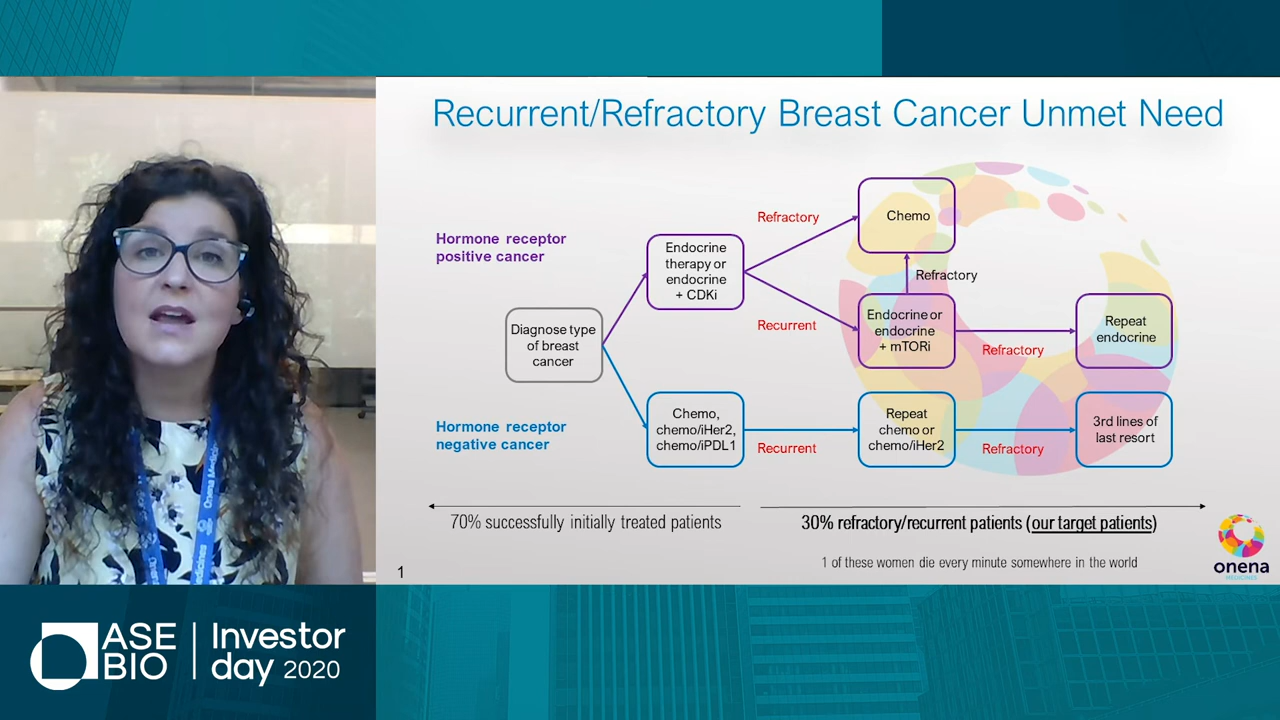 Recurrent/Refractory Breast Cancer Unmet Need
Hormone receptor
positive cancer
Diagnose type
of breast
cancer
Endocrine
therapy or
endocrine
+ CDKi
Refractory
Recurrent
Chemo
Refractory
Endocrine or
endocrine
+ mTORi
Refractory
Repeat
endocrine
Hormone receptor
negative cancer
Chemo,
chemo/iHer2,
chemo/iPDL1
Recurrent
Repeat
chemo or
chemo/iHer2
Refractory
3rd lines of
last resort
70% successfully initially treated patients
30% refractory/recurrent patients (our target patients)
1 of these women die every minute somewhere in the world
1
onena
MEDICINES
Onena Medicines
ASE
BIO
Investor
day 2020